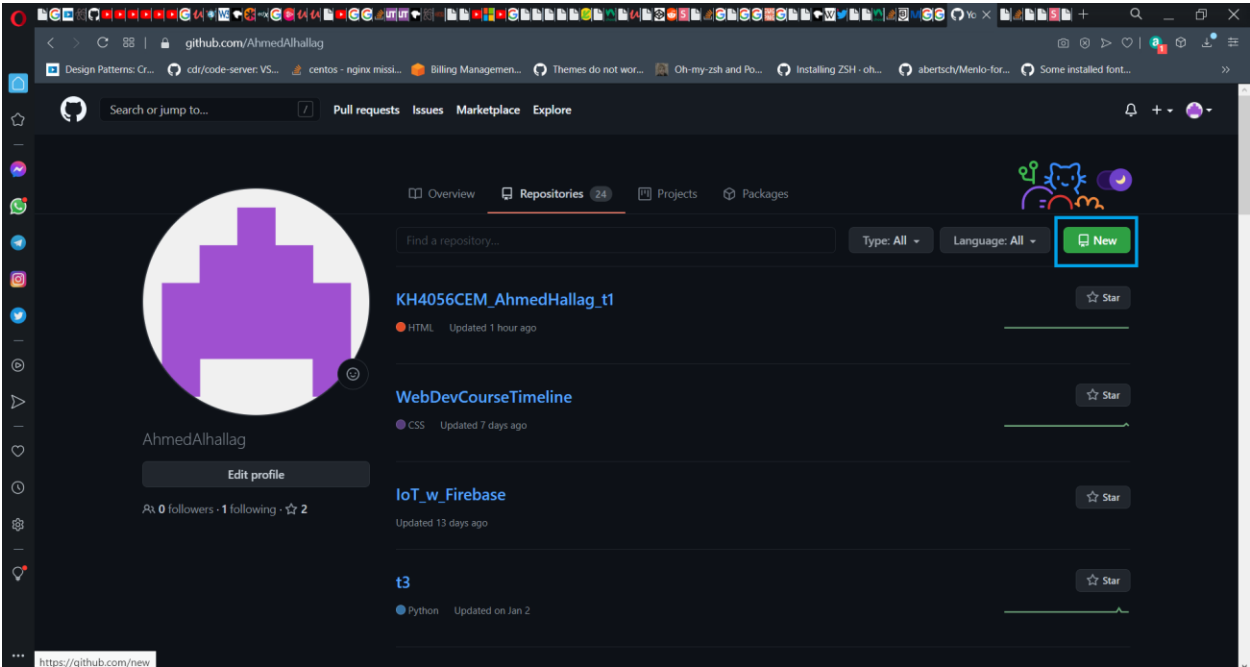 Yo
github.com/AhmedAlhallag
Design Patterns: Cr...
cdr/code-server: VS...
centos - nginx missi...
Billing Managemen...
Themes do not wor...
Oh-my-zsh and Po...
Installing ZSH · oh...
abertsch/Menlo-for...
Some installed font...
Search or jump to... /
Pull requests Issues Marketplace Explore
Overview Repositories 24 Projects Packages
Find a repository... Type: All Language: All New
KH4056CEM_AhmedHallag_t1 Star
HTML Updated 1 hour ago
WebDevCourseTimeline Star
CSS Updated 7 days ago
AhmedAlhallag
Edit profile
0 followers · 1 following · 2
IoT_w_Firebase Star
Updated 13 days ago
t3 Star
Python Updated on Jan 2
https://github.com/new